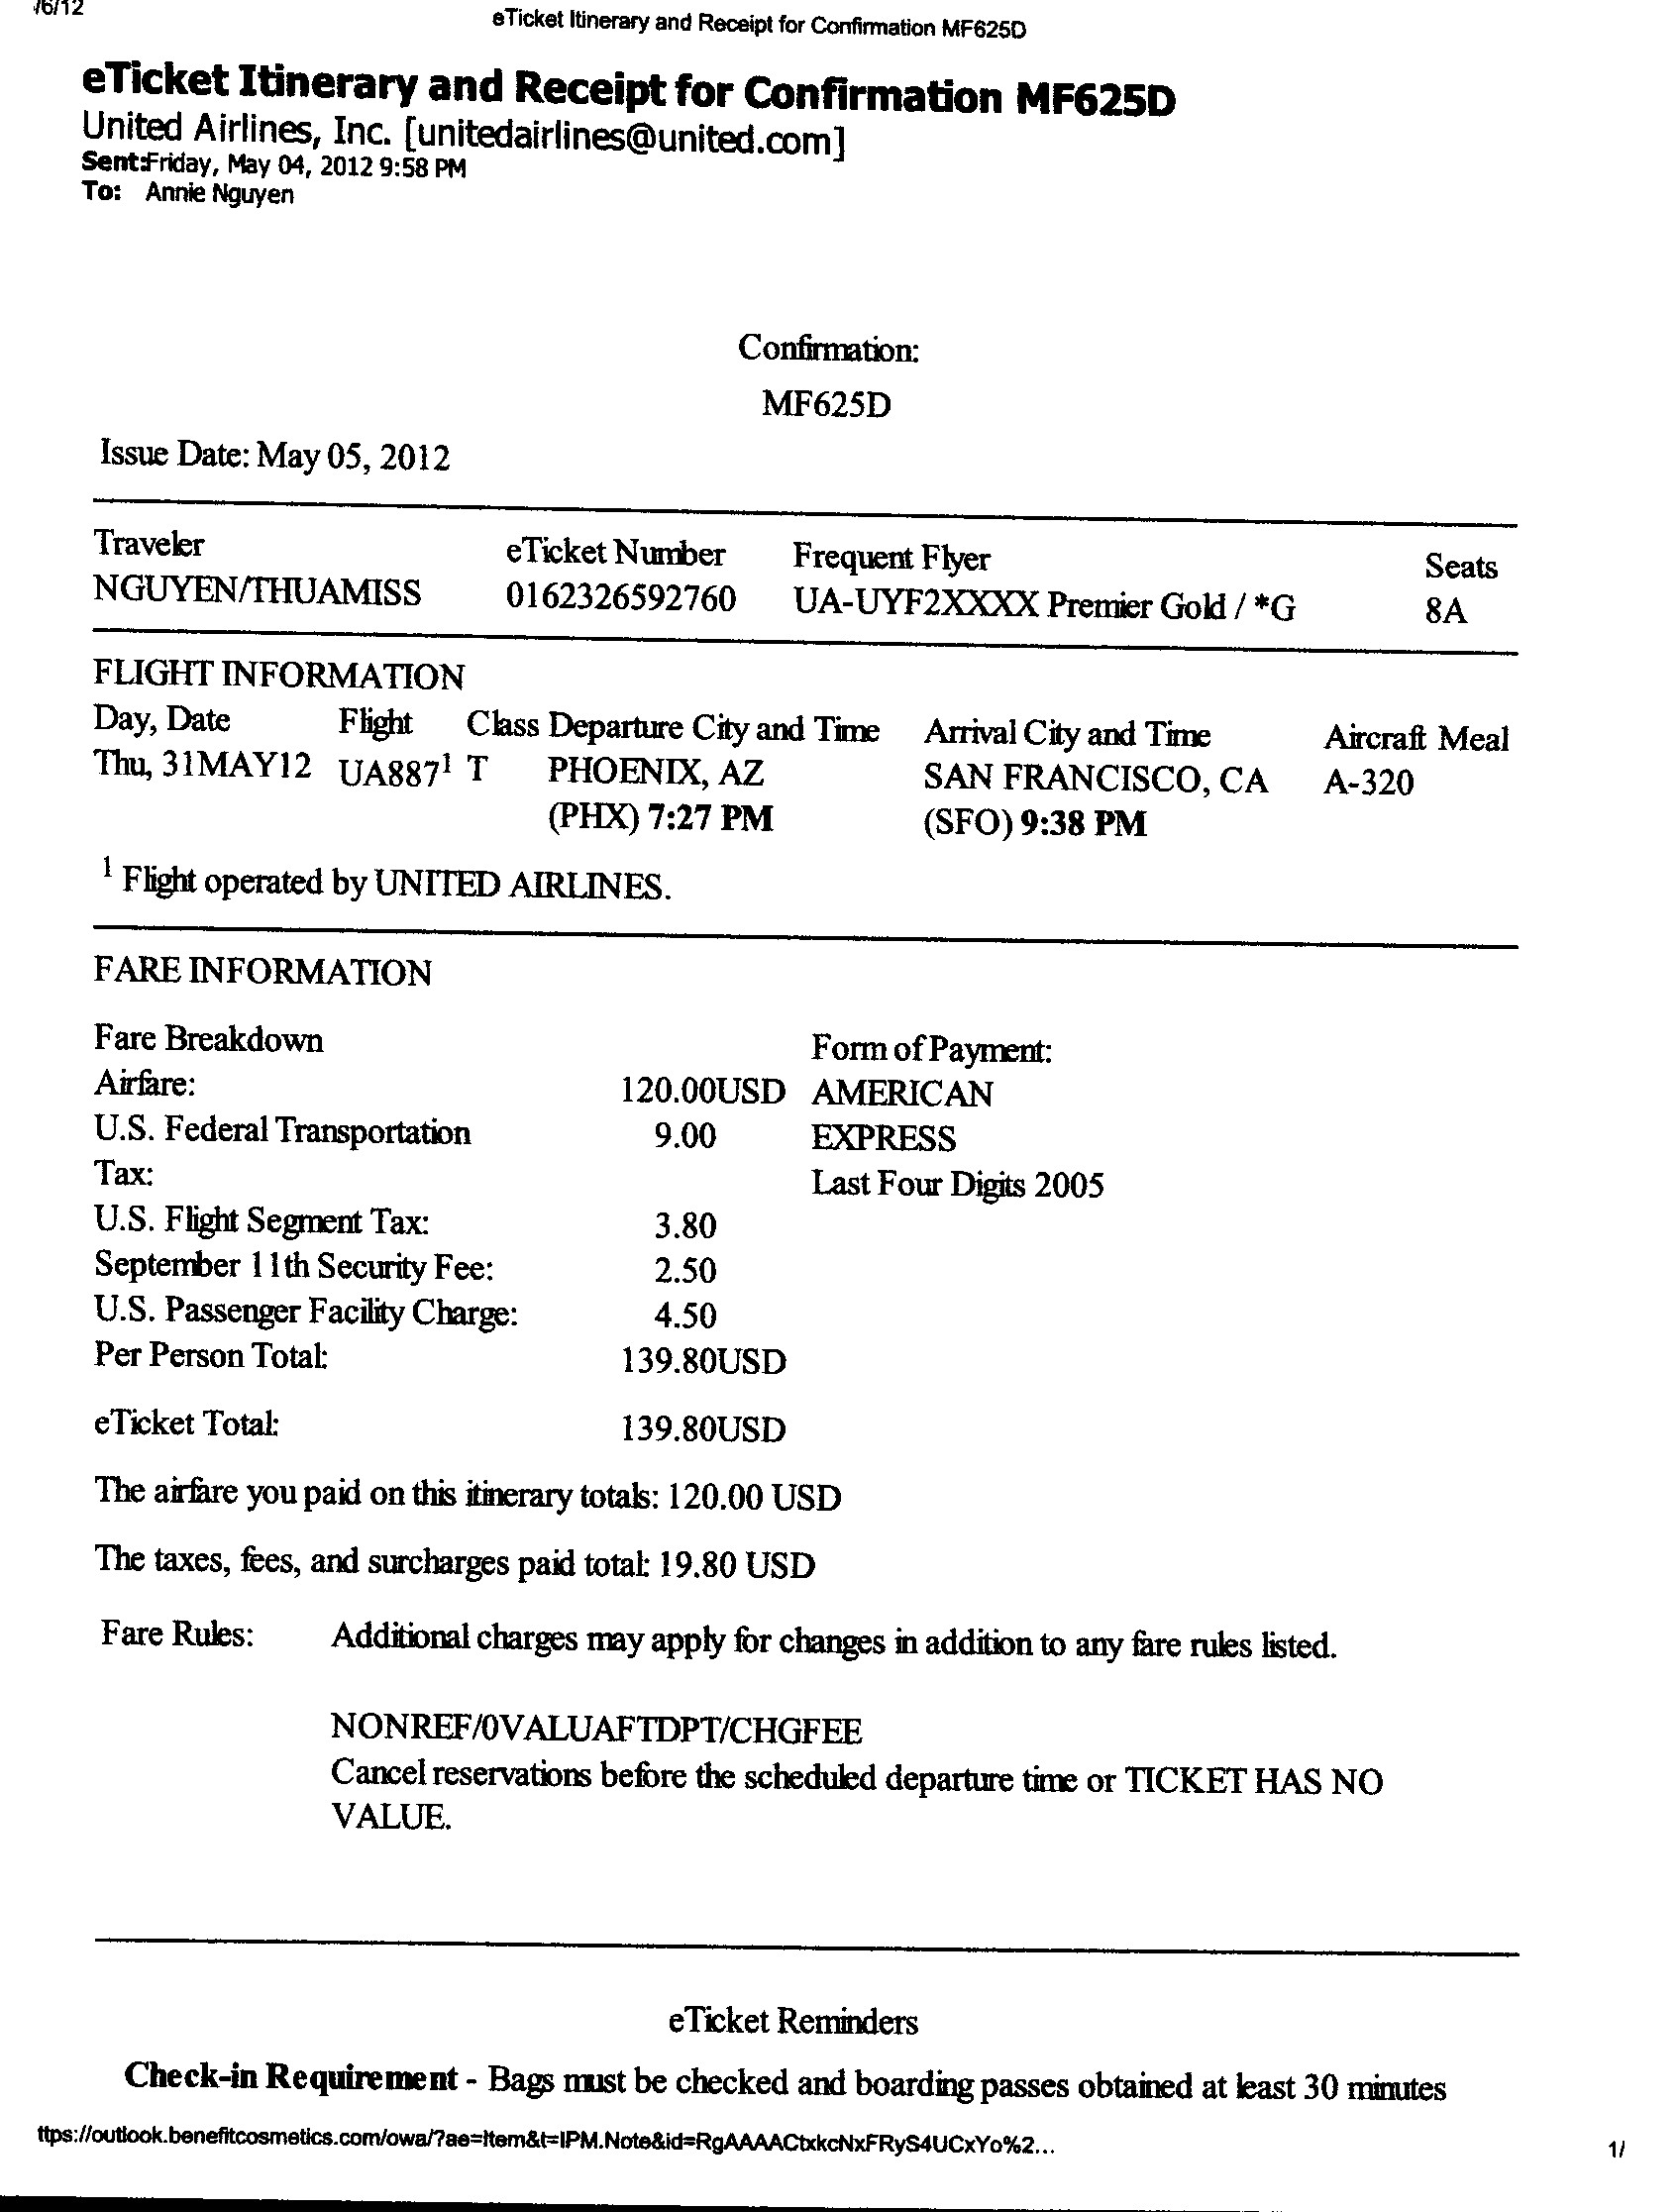 /6/12 eTicket Itinerary and Receipt for Confirmation MF625D
eTicket Itinerary and Receipt for Confirmation MF625D
United Airlines, Inc. [unitedairlines@united.com]
Sent:Friday, May 04, 2012 9:58 PM
To: Annie Nguyen
Confirmation:
MF625D
Issue Date: May 05, 2012
Traveler eTicket Number Frequent Flyer Seats
NGUYEN/THUAMISS 0162326592760 UA-UYF2XXXX Premier Gold / *G 8A
FLIGHT INFORMATION
Day, Date Flight Class Departure City and Time Arrival City and Time Aircraft Meal
Thu, 31MAY12 UA887¹ T PHOENIX, AZ SAN FRANCISCO, CA A-320
(PHX) 7:27 PM (SFO) 9:38 PM
¹ Flight operated by UNITED AIRLINES.
FARE INFORMATION
Fare Breakdown Form of Payment:
Airfare: 120.00USD AMERICAN
U.S. Federal Transportation 9.00 EXPRESS
Tax: Last Four Digits 2005
U.S. Flight Segment Tax: 3.80
September 11th Security Fee: 2.50
U.S. Passenger Facility Charge: 4.50
Per Person Total: 139.80USD
eTicket Total: 139.80USD
The airfare you paid on this itinerary totals: 120.00 USD
The taxes, fees, and surcharges paid total: 19.80 USD
Fare Rules: Additional charges may apply for changes in addition to any fare rules listed.
NONREF/0VALUAFTDPT/CHGFEE
Cancel reservations before the scheduled departure time or TICKET HAS NO
VALUE.
eTicket Reminders
Check-in Requirement - Bags must be checked and boarding passes obtained at least 30 minutes
ttps://outlook.benefitcosmetics.com/owa/?ae=Item&t=IPM.Note&id=RgAAAACtxkcNxFRyS4UCxYo%2... 1/